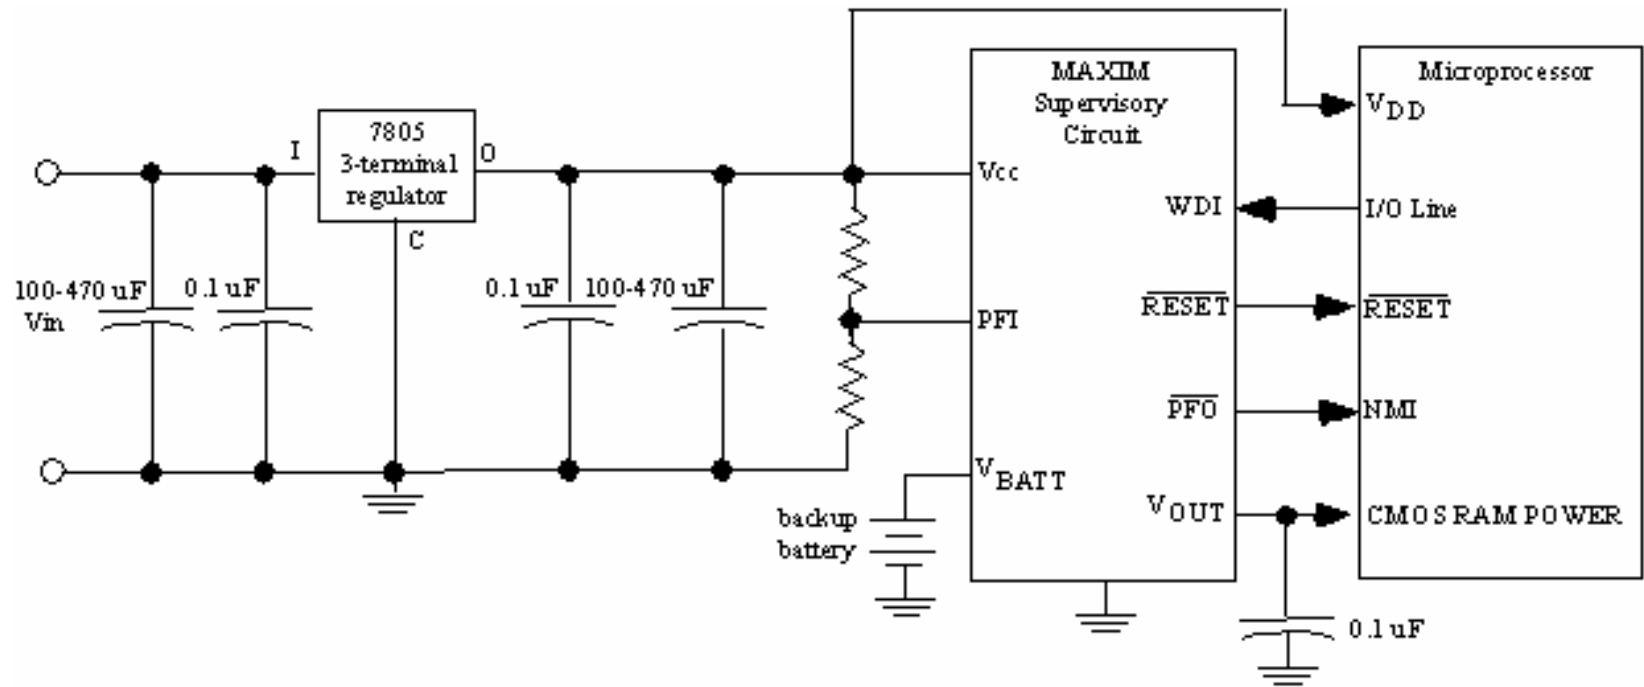 MAXIM
Supervisory
Circuit
Microprocessor
VDD
7805
3-terminal
regulator
I
O
C
Vcc
WDI
I/O Line
100-470 uF
Vin
0.1 uF
0.1 uF
100-470 uF
RESET
RESET
PFI
PFO
NMI
VBATT
VOUT
CMOS RAM POWER
backup
battery
0.1 uF